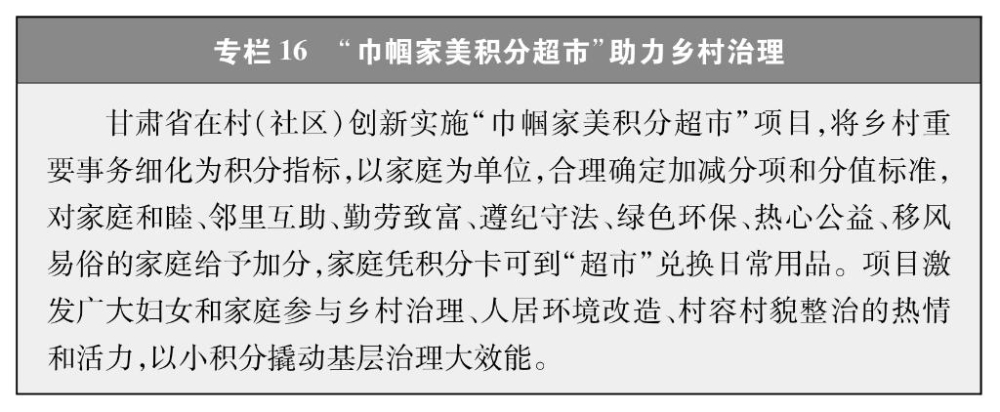 专栏 16 “巾帼家美积分超市”助力乡村治理
甘肃省在村(社区)创新实施“巾帼家美积分超市”项目,将乡村重
要事务细化为积分指标,以家庭为单位,合理确定加减分项和分值标准,
对家庭和睦、邻里互助、勤劳致富、遵纪守法、绿色环保、热心公益、移风
易俗的家庭给予加分,家庭凭积分卡可到“超市”兑换日常用品。项目激
发广大妇女和家庭参与乡村治理、人居环境改造、村容村貌整治的热情
和活力,以小积分撬动基层治理大效能。